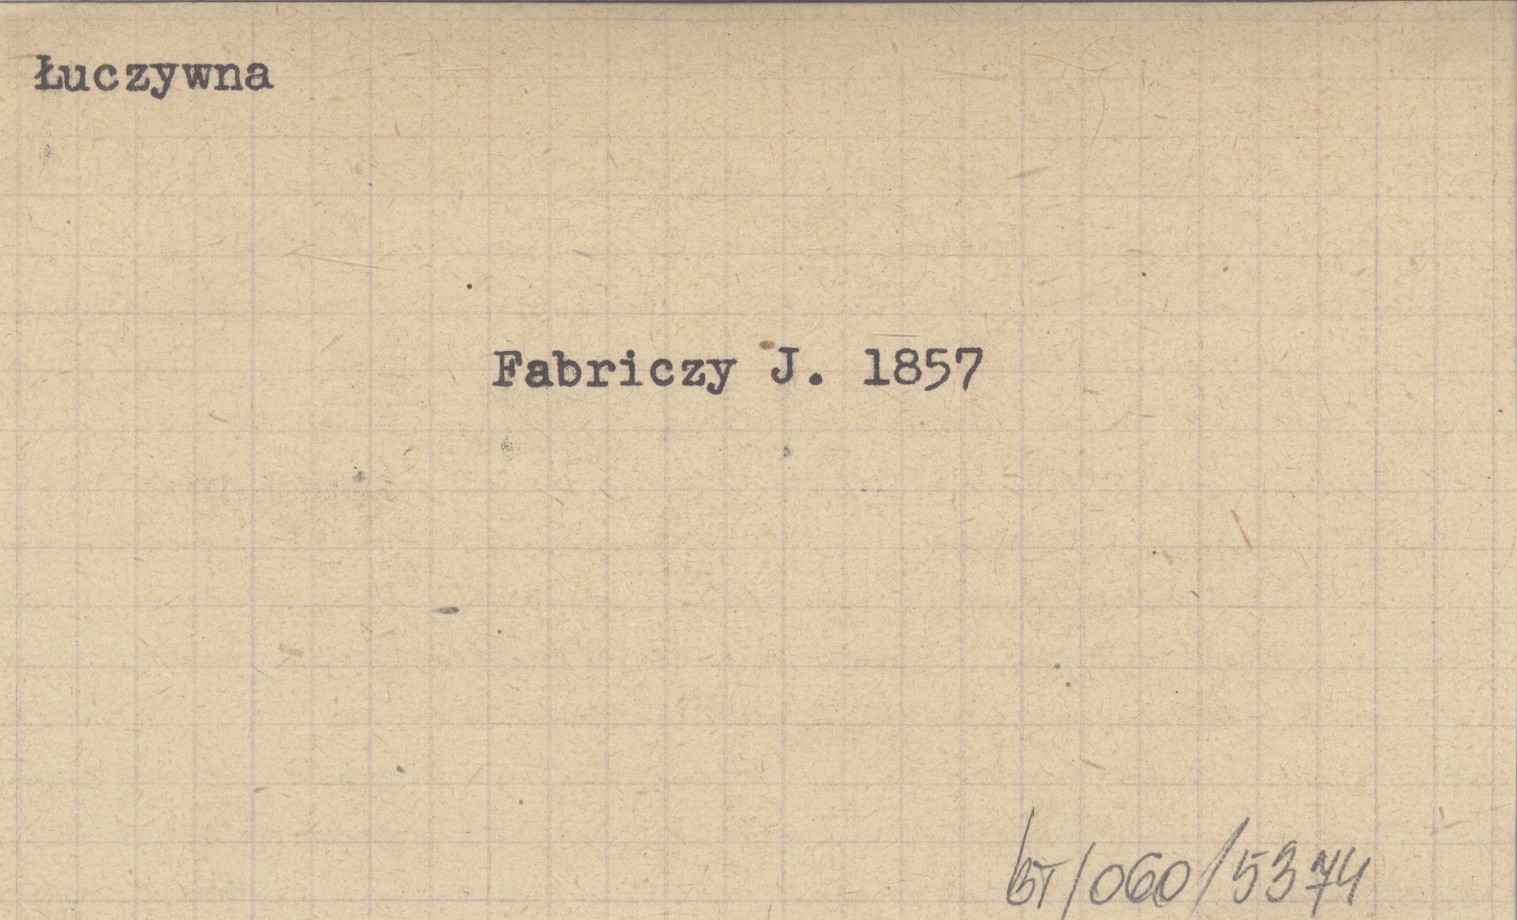 Łuczywna
Fabriczy J. 1857
BT/060/5374